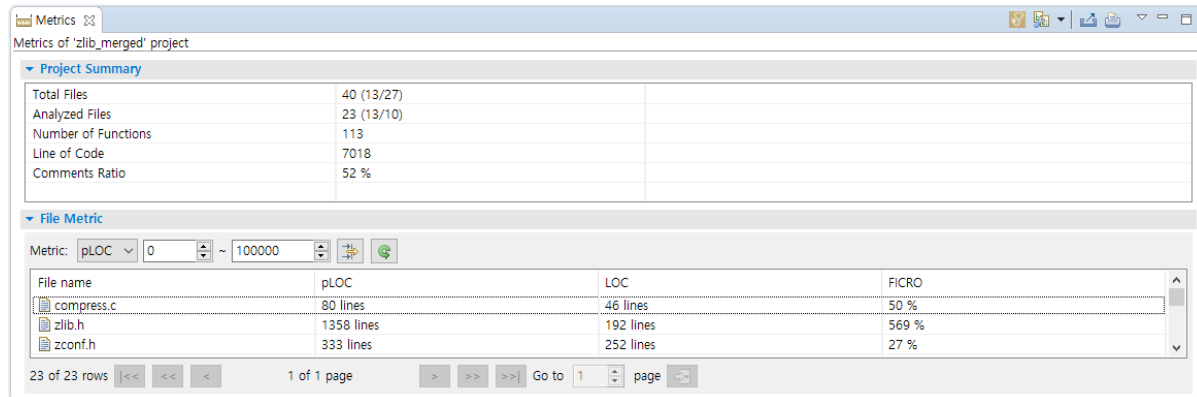 Metrics
Metrics of 'zlib_merged' project
Project Summary
Total Files 40 (13/27)
Analyzed Files 23 (13/10)
Number of Functions 113
Line of Code 7018
Comments Ratio 52 %
File Metric
Metric: pLOC 0 ~ 100000
File name pLOC LOC FICRO
compress.c 80 lines 46 lines 50 %
zlib.h 1358 lines 192 lines 569 %
zconf.h 333 lines 252 lines 27 %
23 of 23 rows |<< << < 1 of 1 page > >> >>| Go to 1 page